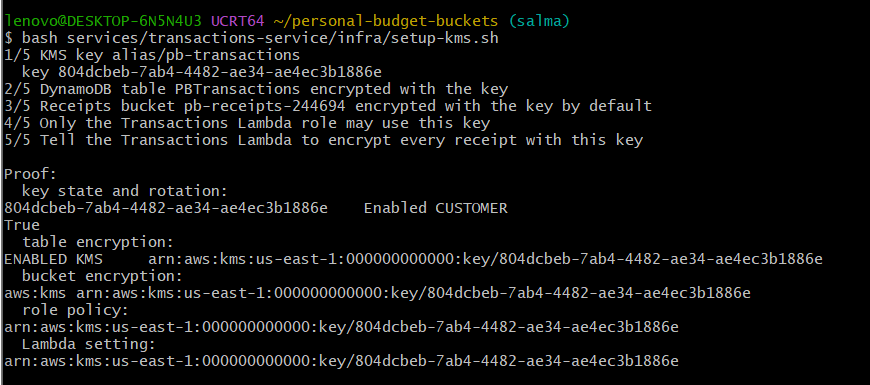 lenovo@DESKTOP-6N5N4U3 UCRT64 ~/personal-budget-buckets (salma)
$ bash services/transactions-service/infra/setup-kms.sh
1/5 KMS key alias/pb-transactions
  key 804dcbeb-7ab4-4482-ae34-ae4ec3b1886e
2/5 DynamoDB table PBTransactions encrypted with the key
3/5 Receipts bucket pb-receipts-244694 encrypted with the key by default
4/5 Only the Transactions Lambda role may use this key
5/5 Tell the Transactions Lambda to encrypt every receipt with this key

Proof:
  key state and rotation:
804dcbeb-7ab4-4482-ae34-ae4ec3b1886e    Enabled CUSTOMER
True
  table encryption:
ENABLED KMS     arn:aws:kms:us-east-1:000000000000:key/804dcbeb-7ab4-4482-ae34-ae4ec3b1886e
  bucket encryption:
aws:kms arn:aws:kms:us-east-1:000000000000:key/804dcbeb-7ab4-4482-ae34-ae4ec3b1886e
  role policy:
arn:aws:kms:us-east-1:000000000000:key/804dcbeb-7ab4-4482-ae34-ae4ec3b1886e
  Lambda setting:
arn:aws:kms:us-east-1:000000000000:key/804dcbeb-7ab4-4482-ae34-ae4ec3b1886e